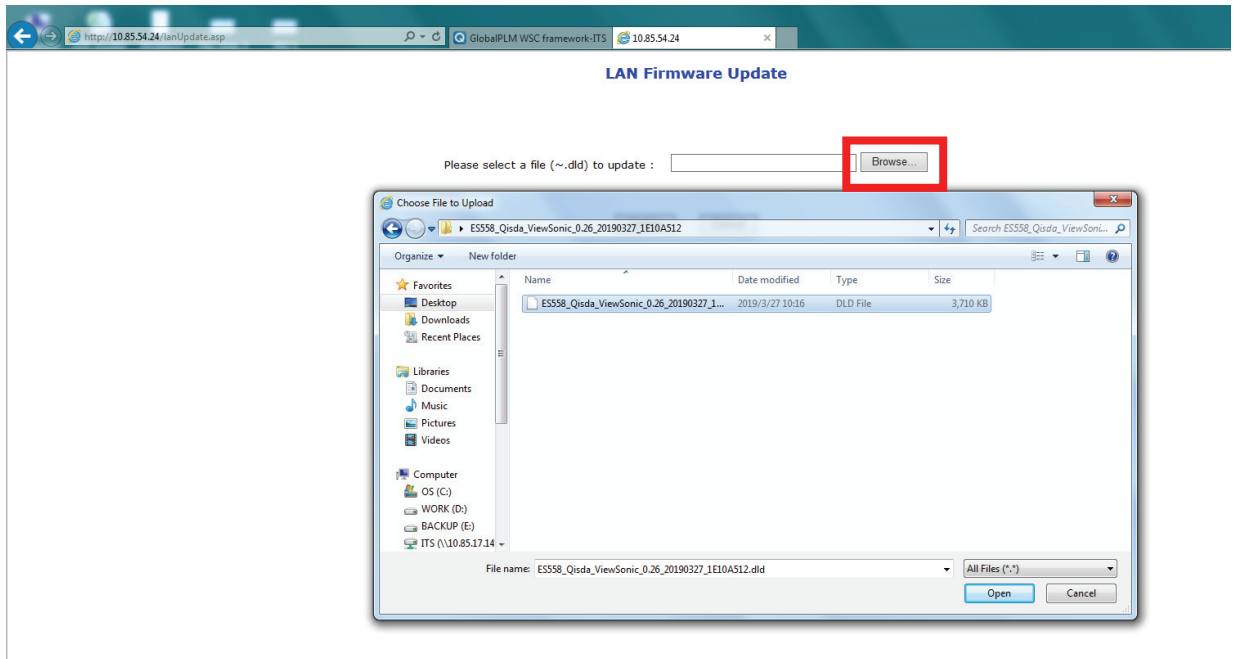 http://10.85.54.24/lanUpdate.asp
GlobalPLM WSC framework-ITS
10.85.54.24
LAN Firmware Update
Please select a file (~.dld) to update :
Browse...
Choose File to Upload
ES558_Qisda_ViewSonic_0.26_20190327_1E10A512
Search ES558_Qisda_ViewSoni...
Organize
New folder
Favorites
Desktop
Downloads
Recent Places
Libraries
Documents
Music
Pictures
Videos
Computer
OS (C:)
WORK (D:)
BACKUP (E:)
ITS (\\10.85.17.14
Name Date modified Type Size
ES558_Qisda_ViewSonic_0.26_20190327_1... 2019/3/27 10:16 DLD File 3,710 KB
File name: ES558_Qisda_ViewSonic_0.26_20190327_1E10A512.dld
All Files (*.*)
Open Cancel